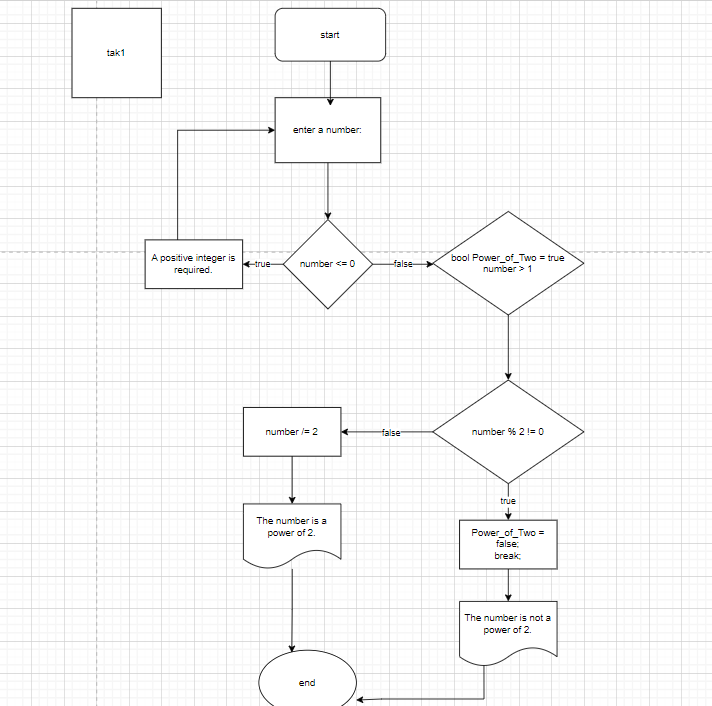 tak1
start
enter a number:
A positive integer is
required.
true
number <= 0
false
bool Power_of_Two = true
number > 1
number /= 2
false
number % 2 != 0
true
The number is a
power of 2.
Power_of_Two =
false;
break;
The number is not a
power of 2.
end